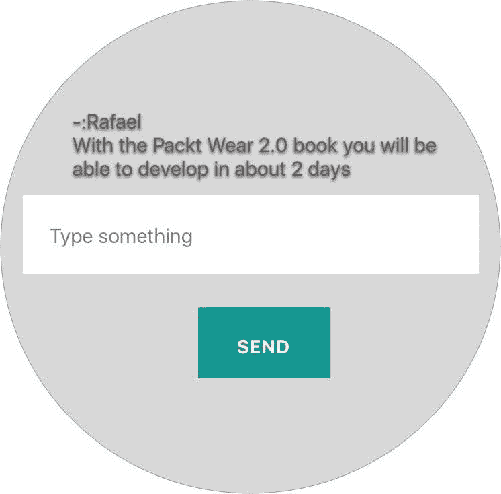 -:Rafael
With the Packt Wear 2.0 book you will be
able to develop in about 2 days
Type something
SEND